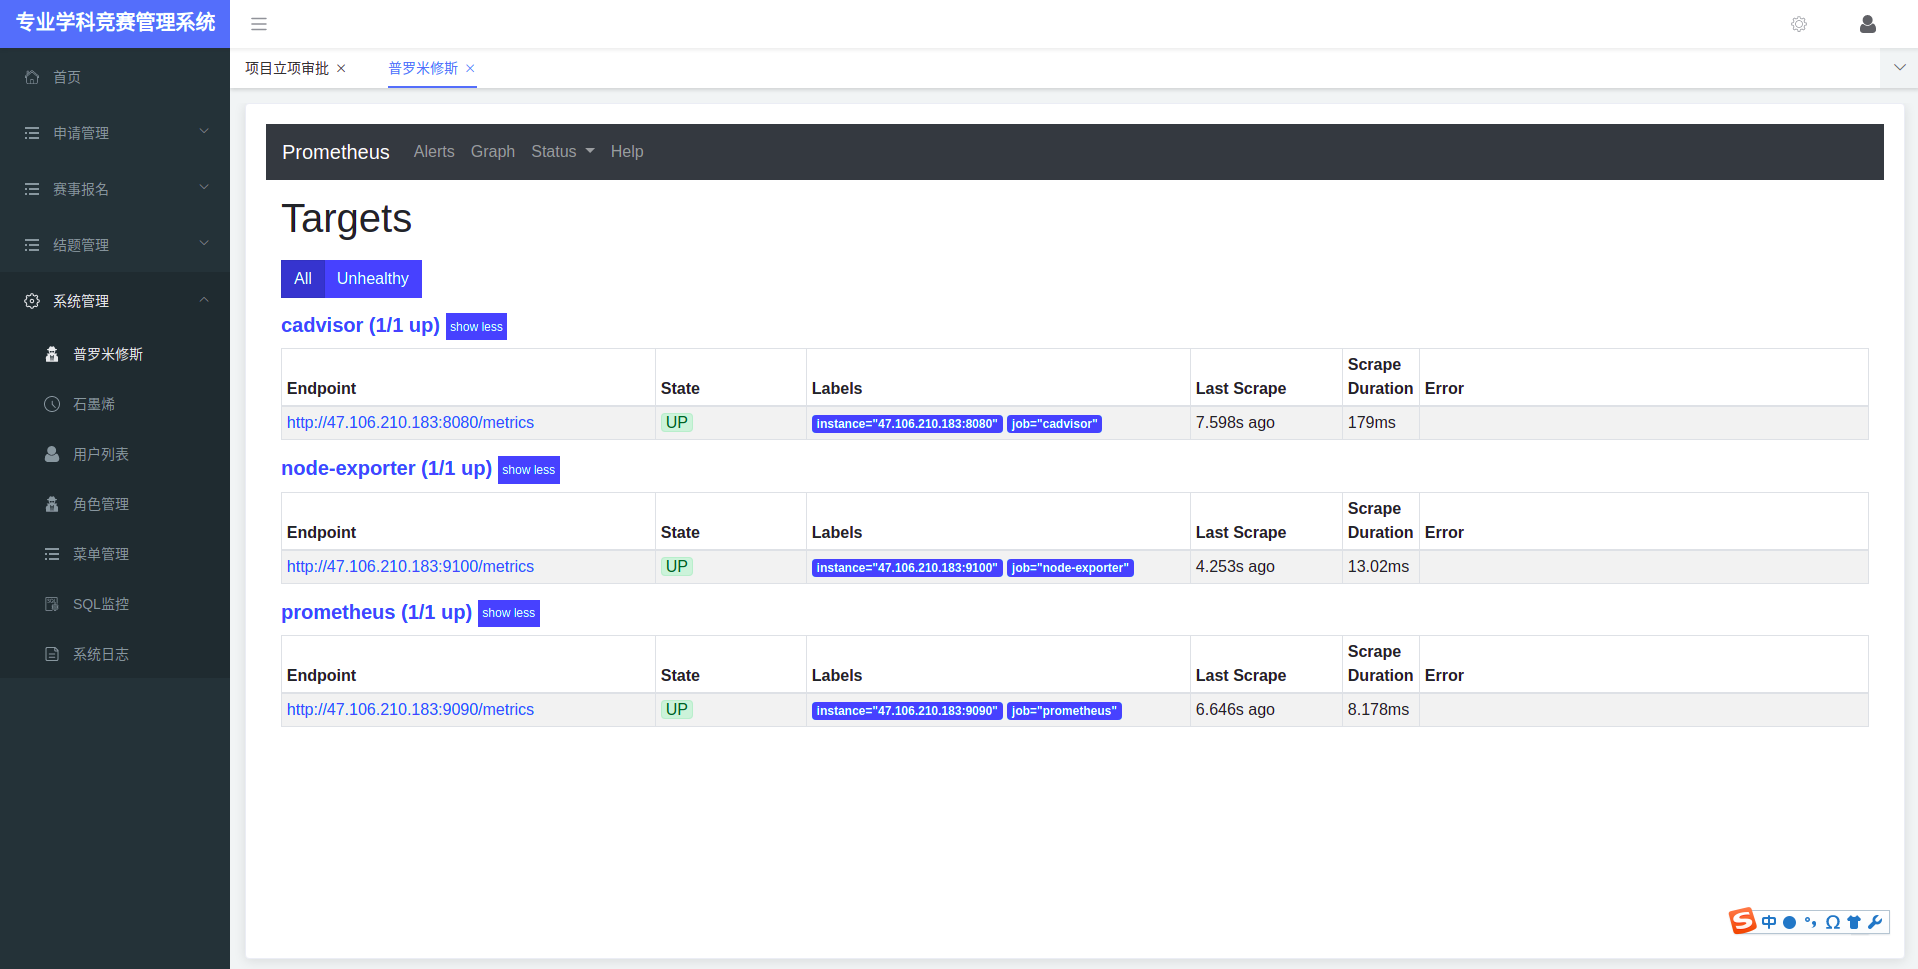 专业学科竞赛管理系统
首页
申请管理
赛事报名
结题管理
系统管理
普罗米修斯
石墨烯
用户列表
角色管理
菜单管理
SQL监控
系统日志
项目立项审批 ×
普罗米修斯 ×
Prometheus Alerts Graph Status Help
Targets
All Unhealthy
cadvisor (1/1 up) show less
Endpoint State Labels Last Scrape Scrape Duration Error
http://47.106.210.183:8080/metrics UP instance="47.106.210.183:8080" job="cadvisor" 7.598s ago 179ms
node-exporter (1/1 up) show less
Endpoint State Labels Last Scrape Scrape Duration Error
http://47.106.210.183:9100/metrics UP instance="47.106.210.183:9100" job="node-exporter" 4.253s ago 13.02ms
prometheus (1/1 up) show less
Endpoint State Labels Last Scrape Scrape Duration Error
http://47.106.210.183:9090/metrics UP instance="47.106.210.183:9090" job="prometheus" 6.646s ago 8.178ms
S 中